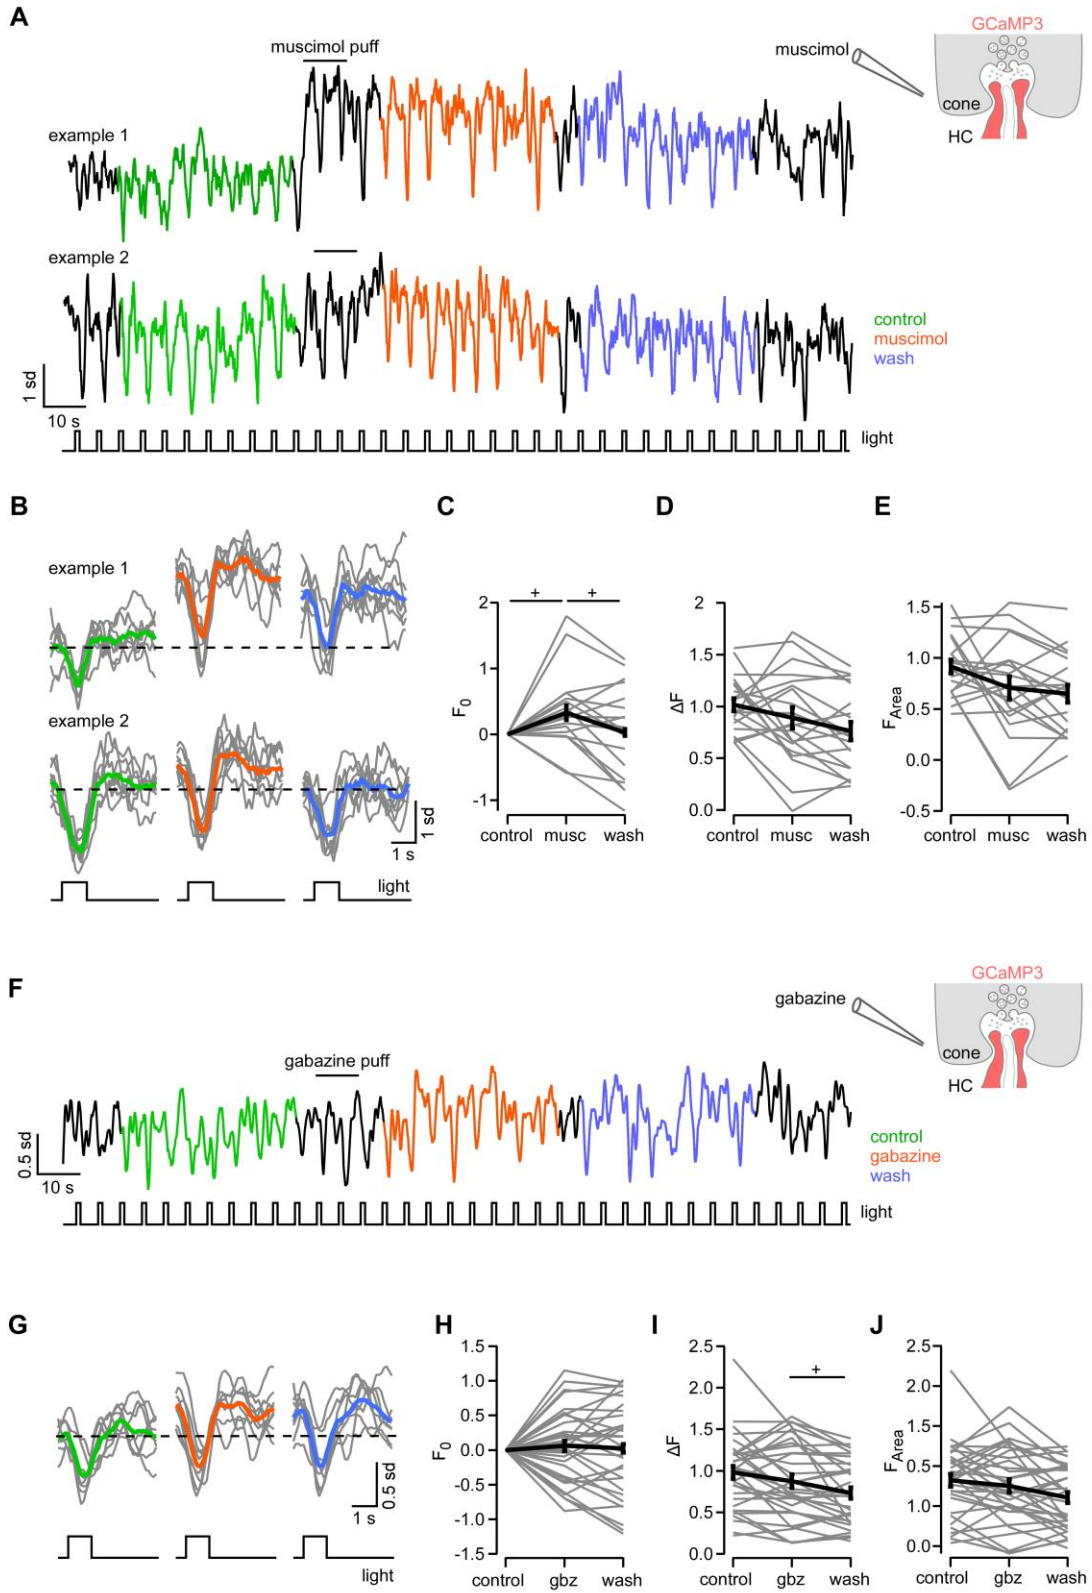 A
muscimol puff
muscimol
GCaMP3
cone
HC
example 1
example 2
control
muscimol
wash
1 sd
10 s
light
B
example 1
example 2
1 sd
1 s
light
C
+ +
2
1
0
-1
F0
control musc wash
D
2
1.5
1.0
0.5
0.0
ΔF
control musc wash
E
1.5
1.0
0.5
0.0
-0.5
FArea
control musc wash
F
gabazine puff
gabazine
GCaMP3
cone
HC
control
gabazine
wash
0.5 sd
10 s
light
G
0.5 sd
1 s
light
H
1.5
1.0
0.5
0.0
-0.5
-1.0
-1.5
F0
control gbz wash
I
+
2.5
2.0
1.5
1.0
0.5
0.0
ΔF
control gbz wash
J
2.5
2.0
1.5
0.5
1.0
0.0
FArea
control gbz wash